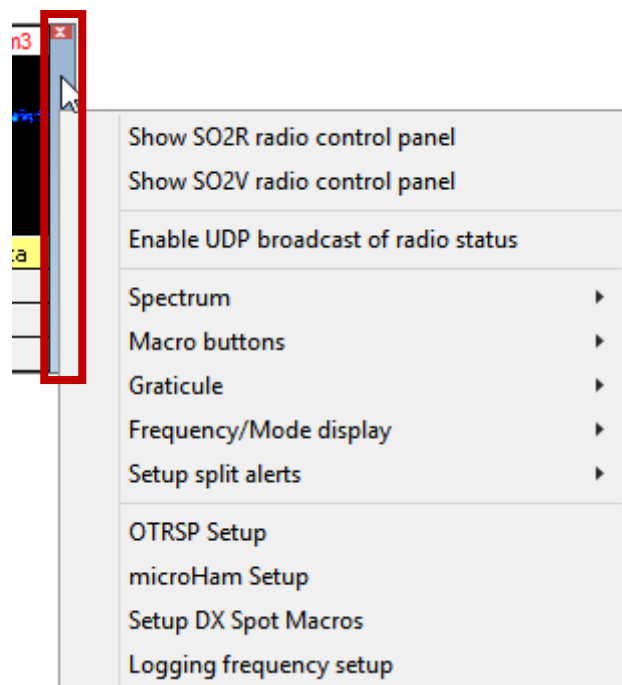 m3
x
Show SO2R radio control panel
Show SO2V radio control panel
Enable UDP broadcast of radio status
:a
Spectrum
Macro buttons
Graticule
Frequency/Mode display
Setup split alerts
OTRSP Setup
microHam Setup
Setup DX Spot Macros
Logging frequency setup